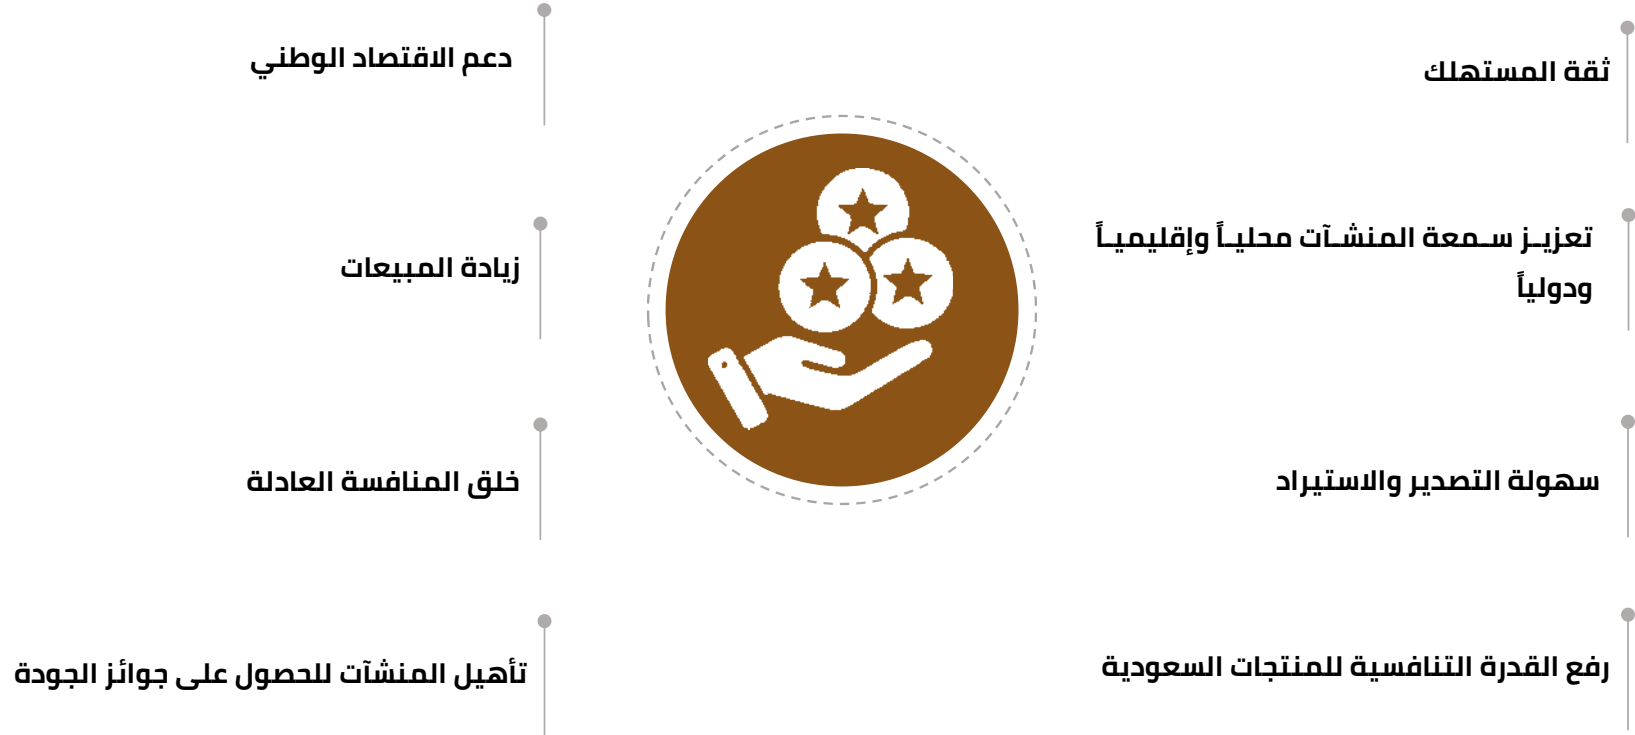 ثقة المستهلك
تعزيـز سـمعة المنشـآت محليـاً وإقليميـاً
ودولياً
سهولة التصدير والاستيراد
رفع القدرة التنافسية للمنتجات السعودية
دعم الاقتصاد الوطني
زيادة المبيعات
خلق المنافسة العادلة
تأهيل المنشآت للحصول على جوائز الجودة